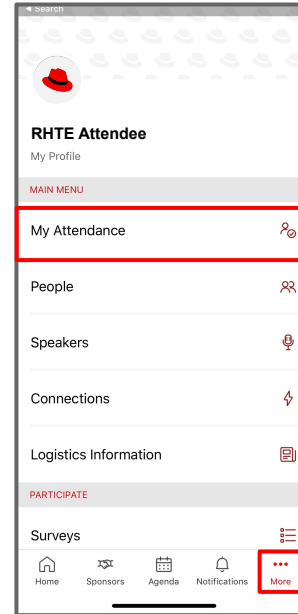 ◄ Search
RHTE Attendee
My Profile
MAIN MENU
My Attendance
People
Speakers
Connections
Logistics Information
PARTICIPATE
Surveys
Home Sponsors Agenda Notifications More